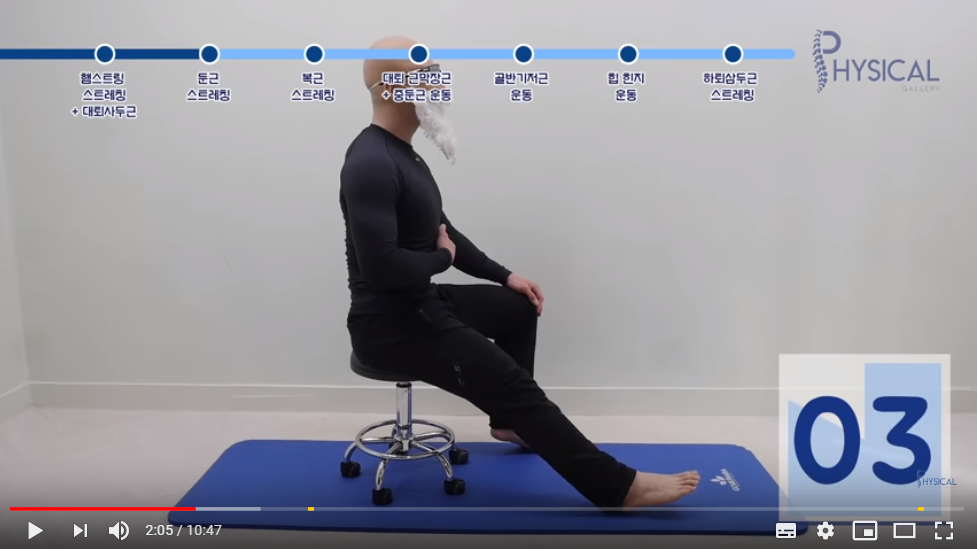 햄스트링
스트레칭
+ 대퇴사두근
둔근
스트레칭
복근
스트레칭
대퇴 근막장근
+ 중둔근 운동
골반기저근
운동
힙 힌지
운동
하퇴삼두근
스트레칭
PHYSICAL
GALLERY
03
PHYSICAL
2:05 / 10:47